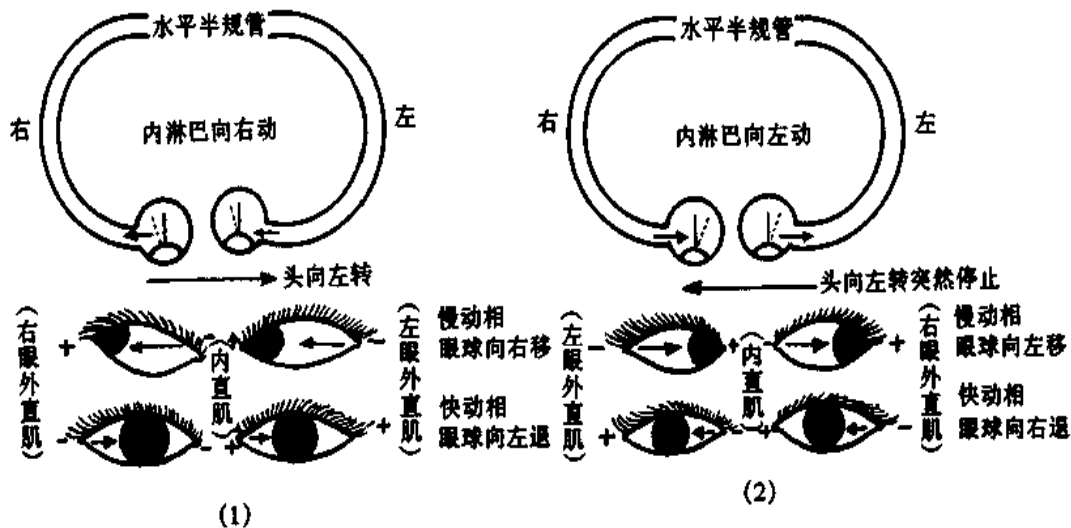 水平半规管
右
左
内淋巴向右动
头向左转
(右眼外直肌)
+
+
-
(内直肌)
(左眼外直肌)
慢动相
眼球向右移
-
-
+
+
快动相
眼球向左退
(1)
水平半规管
右
左
内淋巴向左动
头向左转突然停止
(左眼外直肌)
-
+
-
+
(内直肌)
(右眼外直肌)
慢动相
眼球向左移
+
-
+
-
快动相
眼球向右退
(2)